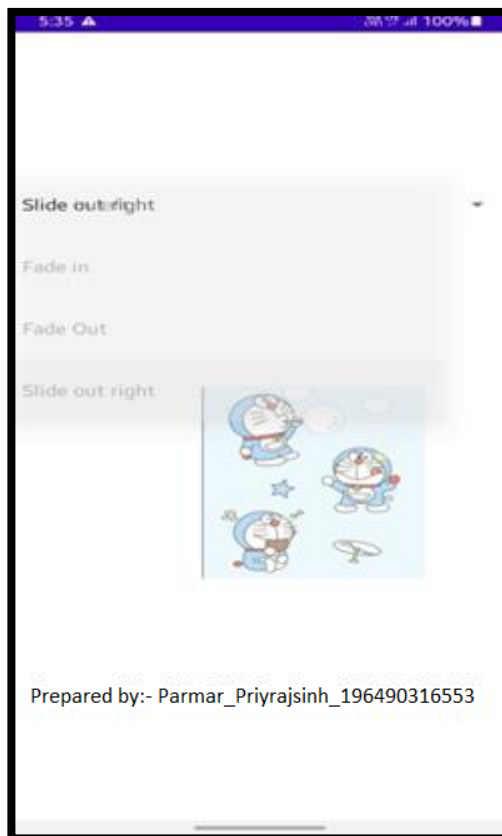 5:35 100%
Slide out right
Fade in
Fade Out
Slide out right
Prepared by:- Parmar_Priyrajsinh_196490316553